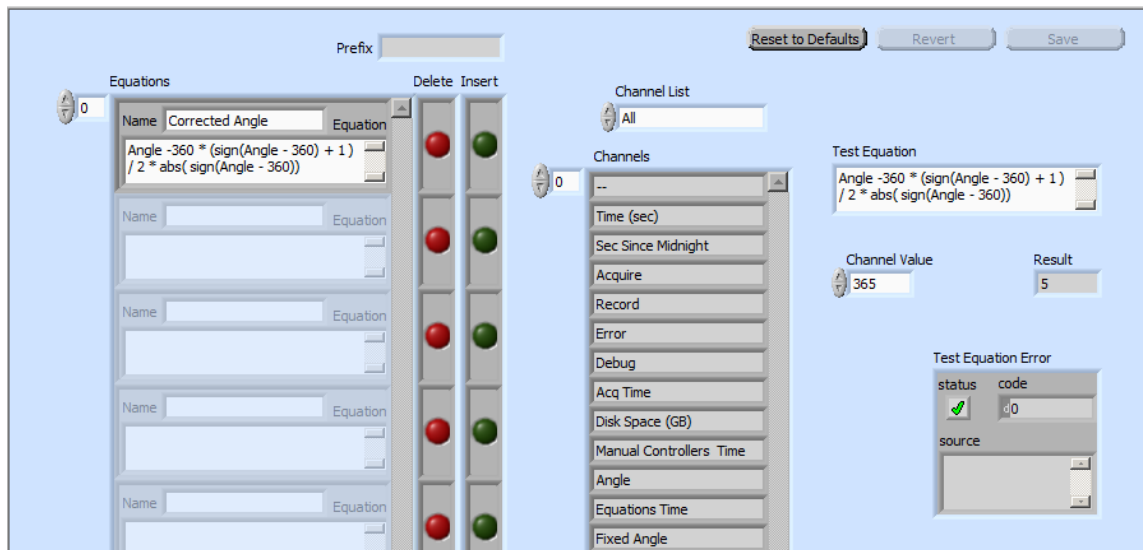 Prefix
Reset to Defaults
Revert
Save
Equations
Delete
Insert
0
Name
Corrected Angle
Equation
Angle -360 * (sign(Angle - 360) + 1 )
/ 2 * abs( sign(Angle - 360))
Name
Equation
Name
Equation
Name
Equation
Name
Equation
Channel List
All
Channels
0
--
Time (sec)
Sec Since Midnight
Acquire
Record
Error
Debug
Acq Time
Disk Space (GB)
Manual Controllers  Time
Angle
Equations Time
Fixed Angle
Test Equation
Angle -360 * (sign(Angle - 360) + 1 )
/ 2 * abs( sign(Angle - 360))
Channel Value
365
Result
5
Test Equation Error
status
code
d0
source